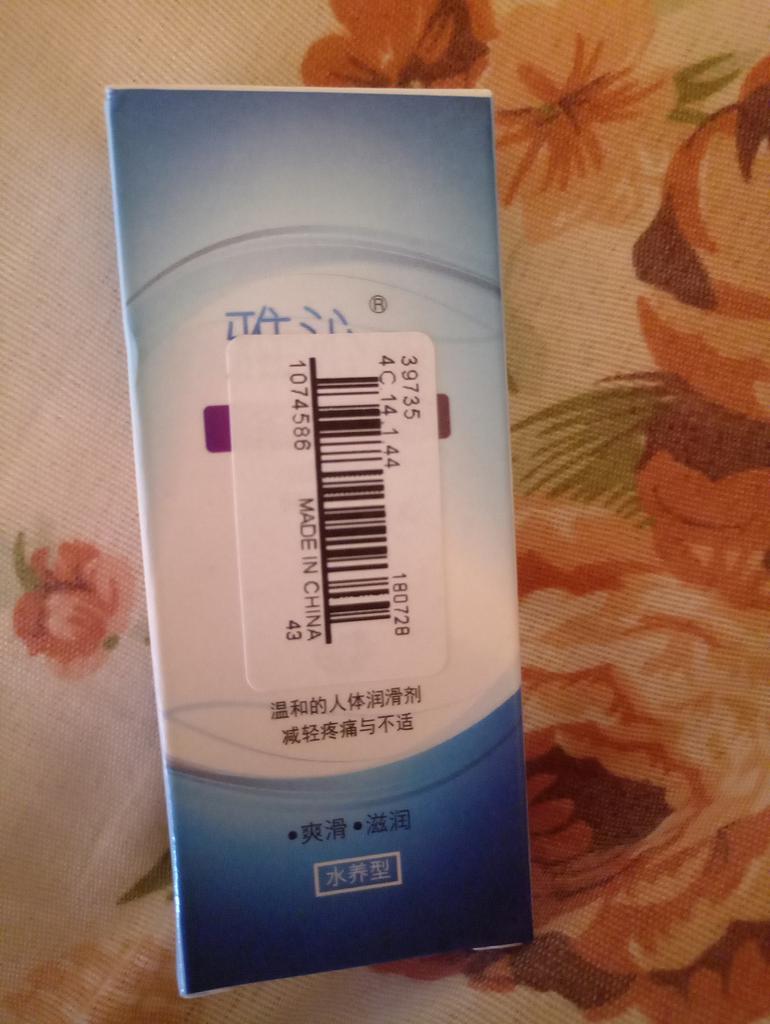 ®
39735
4C.14.1.44
180728
1074586
MADE IN CHINA
43
温和的人体润滑剂
减轻疼痛与不适
•爽滑•滋润
水养型